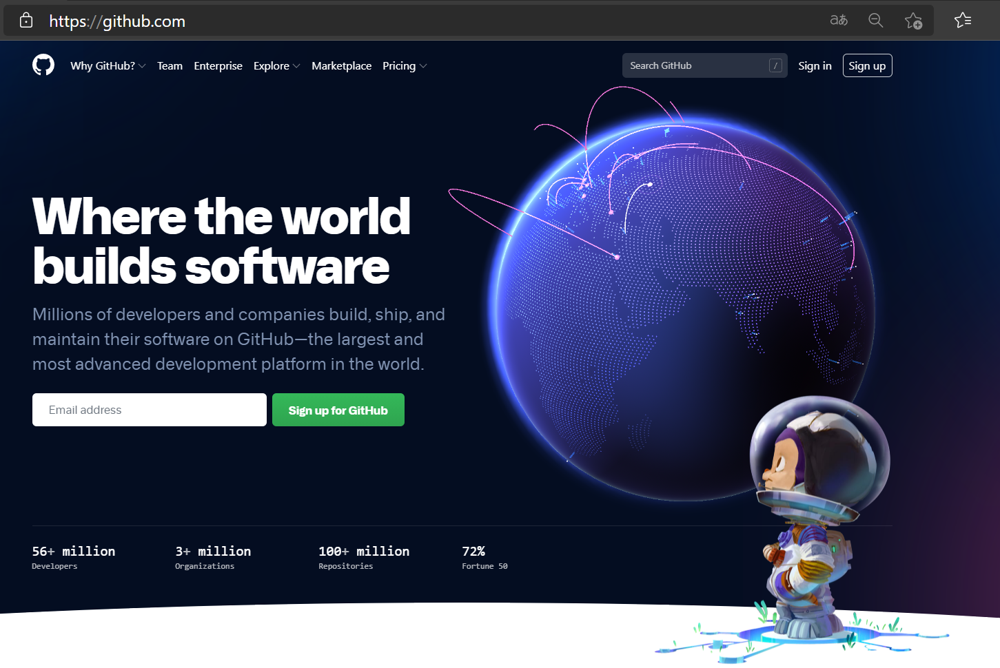 https://github.com
aあ
Why GitHub? Team Enterprise Explore Marketplace Pricing
Search GitHub / Sign in Sign up
Where the world
builds software
Millions of developers and companies build, ship, and
maintain their software on GitHub—the largest and
most advanced development platform in the world.
Email address Sign up for GitHub
56+ million 3+ million 100+ million 72%
Developers Organizations Repositories Fortune 50